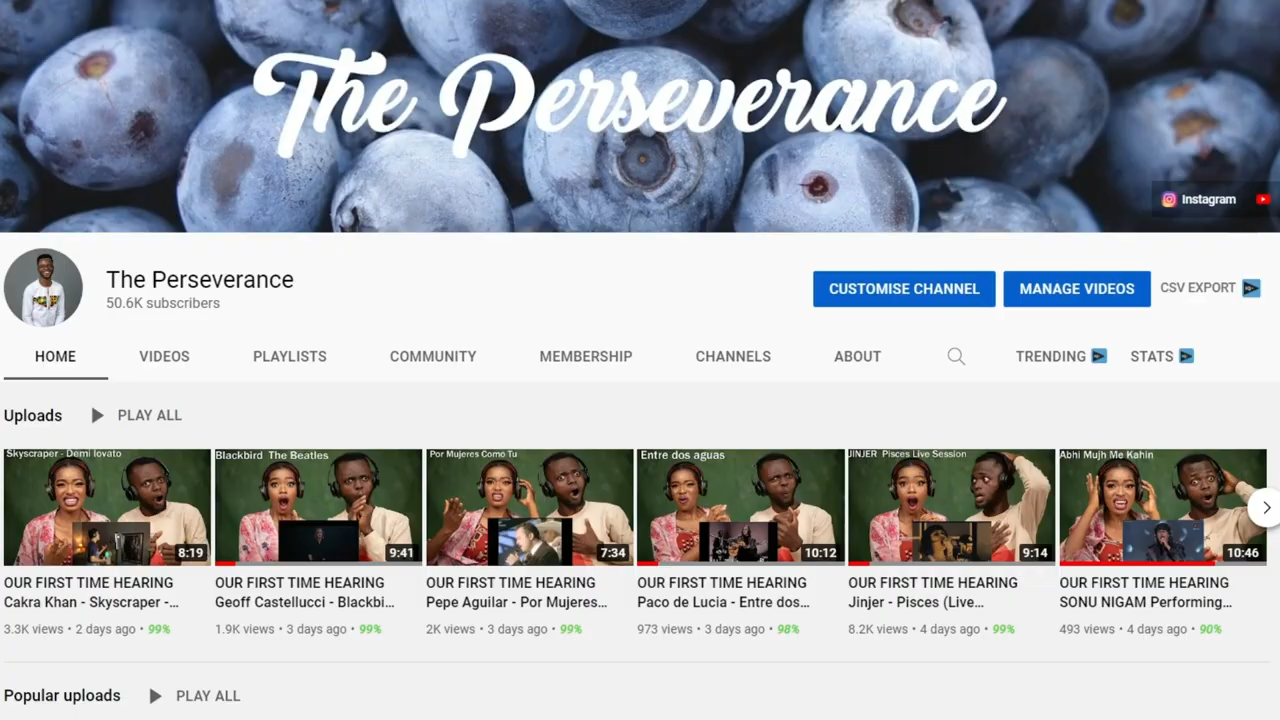 The Perseverance
Instagram
The Perseverance
50.6K subscribers
CUSTOMISE CHANNEL
MANAGE VIDEOS
CSV EXPORT
HOME
VIDEOS
PLAYLISTS
COMMUNITY
MEMBERSHIP
CHANNELS
ABOUT
TRENDING
STATS
Uploads
PLAY ALL
Skyscraper - Demi lovato
8:19
OUR FIRST TIME HEARING
Cakra Khan - Skyscraper -...
3.3K views • 2 days ago • 99%
Blackbird The Beatles
9:41
OUR FIRST TIME HEARING
Geoff Castellucci - Blackbi...
1.9K views • 3 days ago • 99%
Por Mujeres Como Tu
7:34
OUR FIRST TIME HEARING
Pepe Aguilar - Por Mujeres...
2K views • 3 days ago • 99%
Entre dos aguas
10:12
OUR FIRST TIME HEARING
Paco de Lucia - Entre dos...
973 views • 3 days ago • 98%
JINJER Pisces Live Session
9:14
OUR FIRST TIME HEARING
Jinjer - Pisces (Live...
8.2K views • 4 days ago • 99%
Abhi Mujh Me Kahin
10:46
OUR FIRST TIME HEARING
SONU NIGAM Performing...
493 views • 4 days ago • 90%
Popular uploads
PLAY ALL